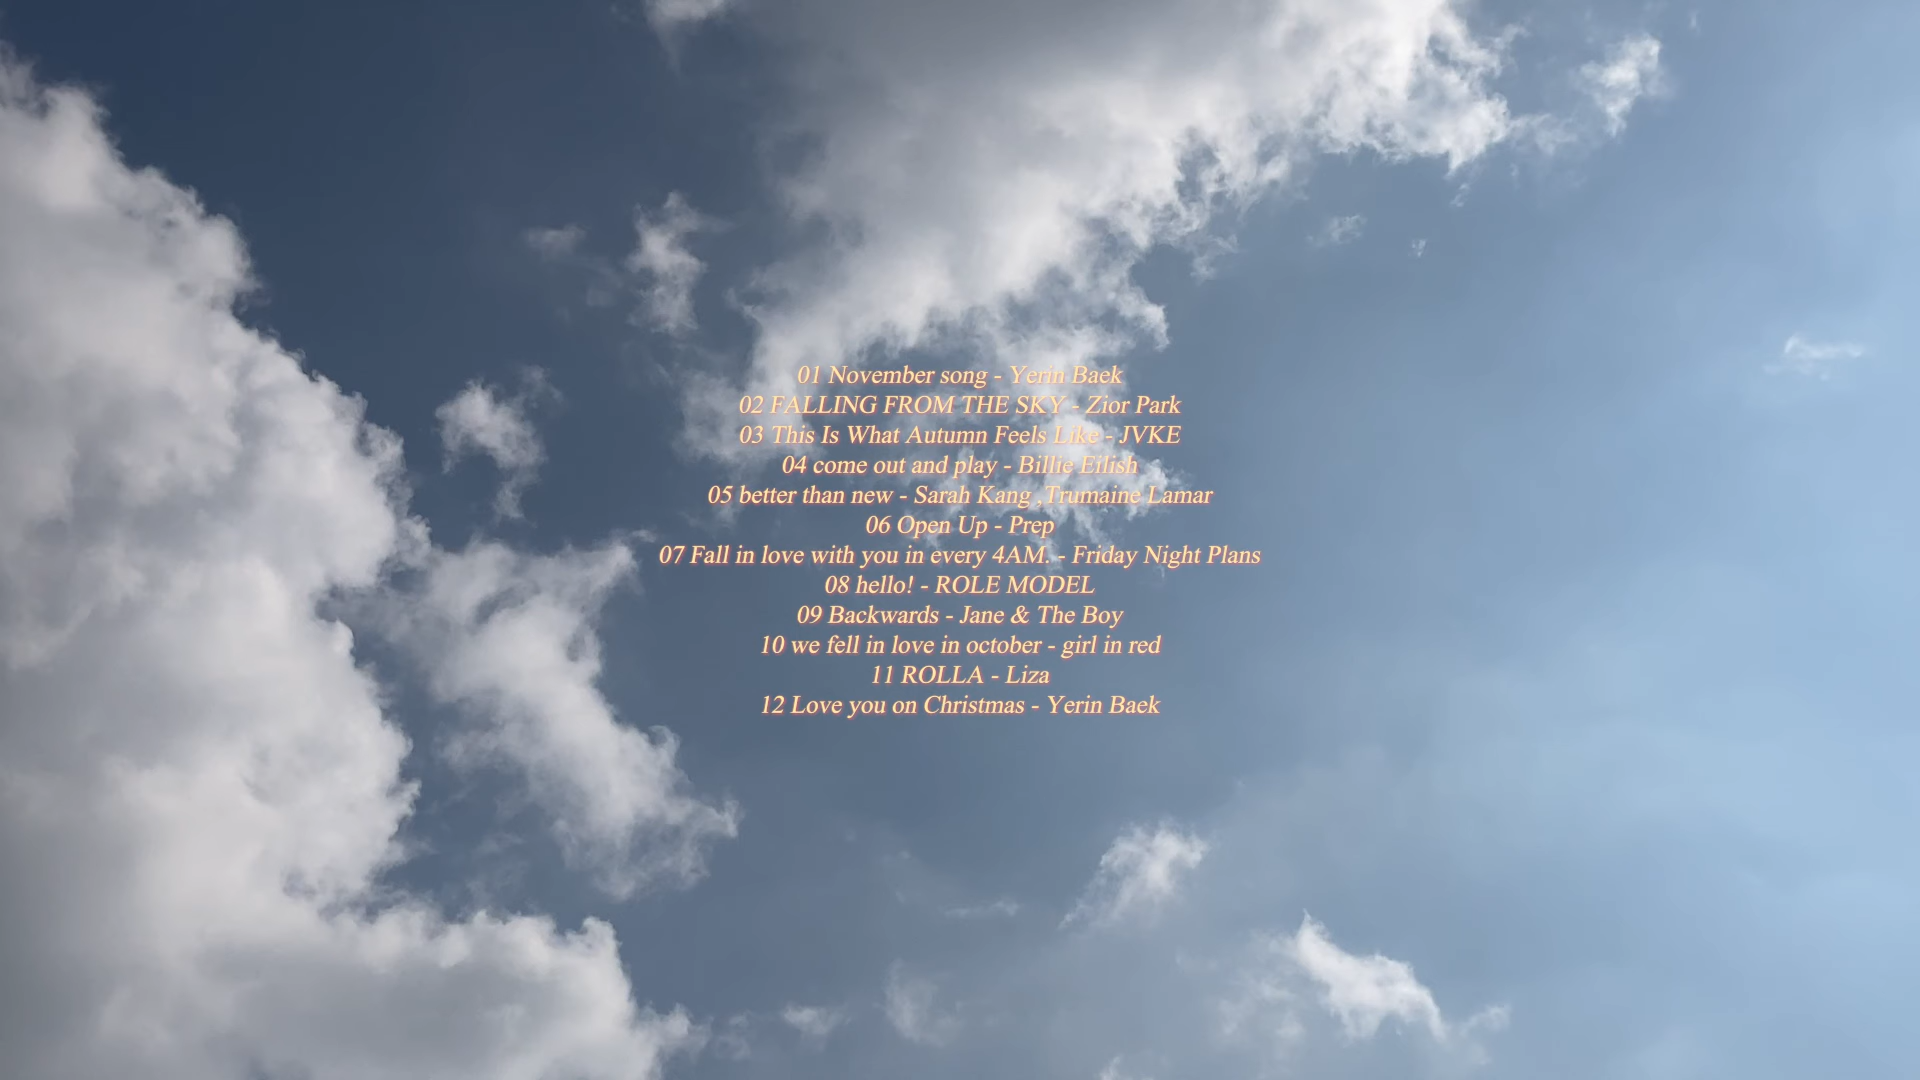 01 November song - Yerin Baek
02 FALLING FROM THE SKY - Zior Park
03 This Is What Autumn Feels Like - JVKE
04 come out and play - Billie Eilish
05 better than new - Sarah Kang ,Trumaine Lamar
06 Open Up - Prep
07 Fall in love with you in every 4AM. - Friday Night Plans
08 hello! - ROLE MODEL
09 Backwards - Jane & The Boy
10 we fell in love in october - girl in red
11 ROLLA - Liza
12 Love you on Christmas - Yerin Baek